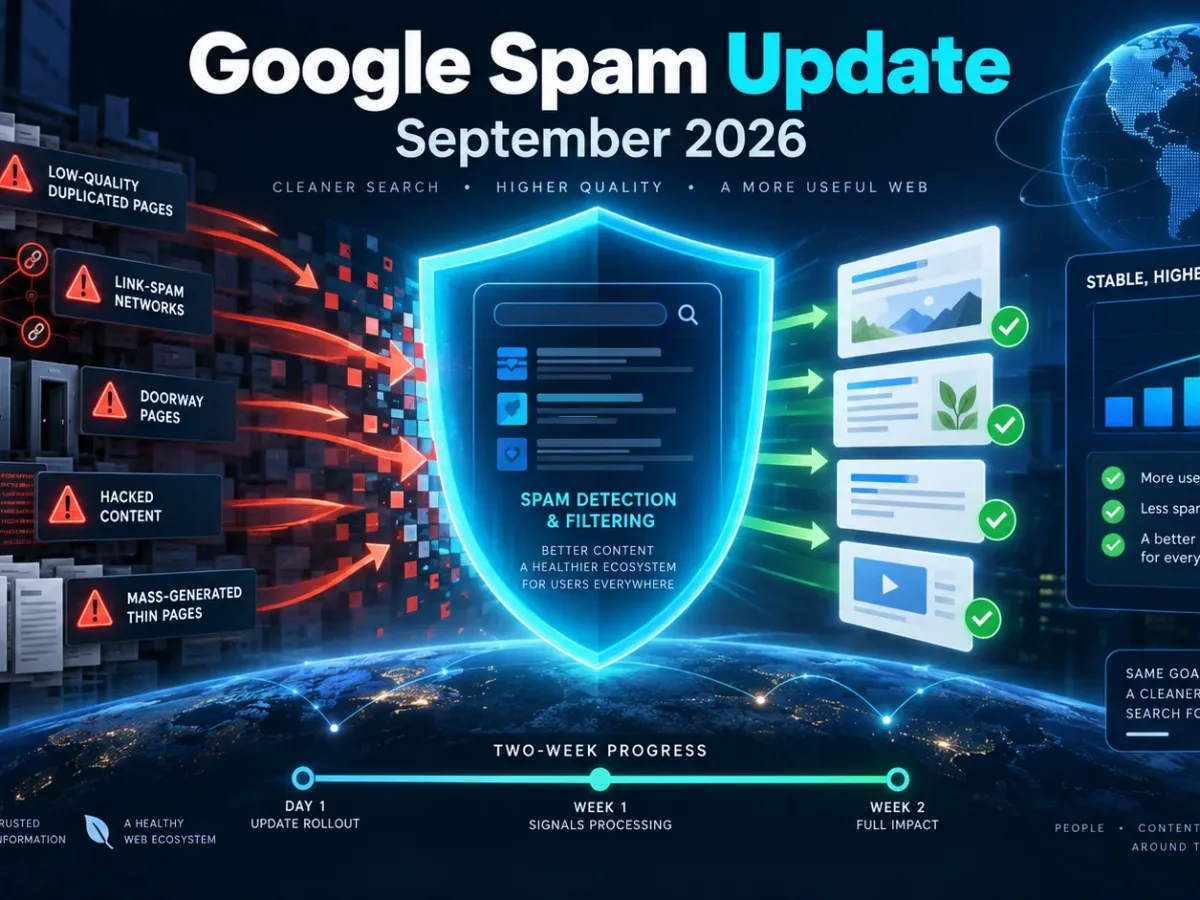 Google Spam Update
September 2026
CLEANER SEARCH • HIGHER QUALITY • A MORE USEFUL WEB
LOW-QUALITY
DUPLICATED PAGES
LINK-SPAM
NETWORKS
DOORWAY
PAGES
HACKED
CONTENT
MASS-GENERATED
THIN PAGES
SPAM DETECTION
& FILTERING
BETTER CONTENT
A HEALTHIER ECOSYSTEM
FOR USERS EVERYWHERE
STABLE, HIGHE
More use
Less spar
A better
for every
SAME GOA
A CLEANER
SEARCH FO
TWO-WEEK PROGRESS
DAY 1
UPDATE ROLLOUT
WEEK 1
SIGNALS PROCESSING
WEEK 2
FULL IMPACT
RUSTED
NFORMATION
A HEALTHY
WEB ECOSYSTEM
PEOPLE • CONTENT
AROUND T